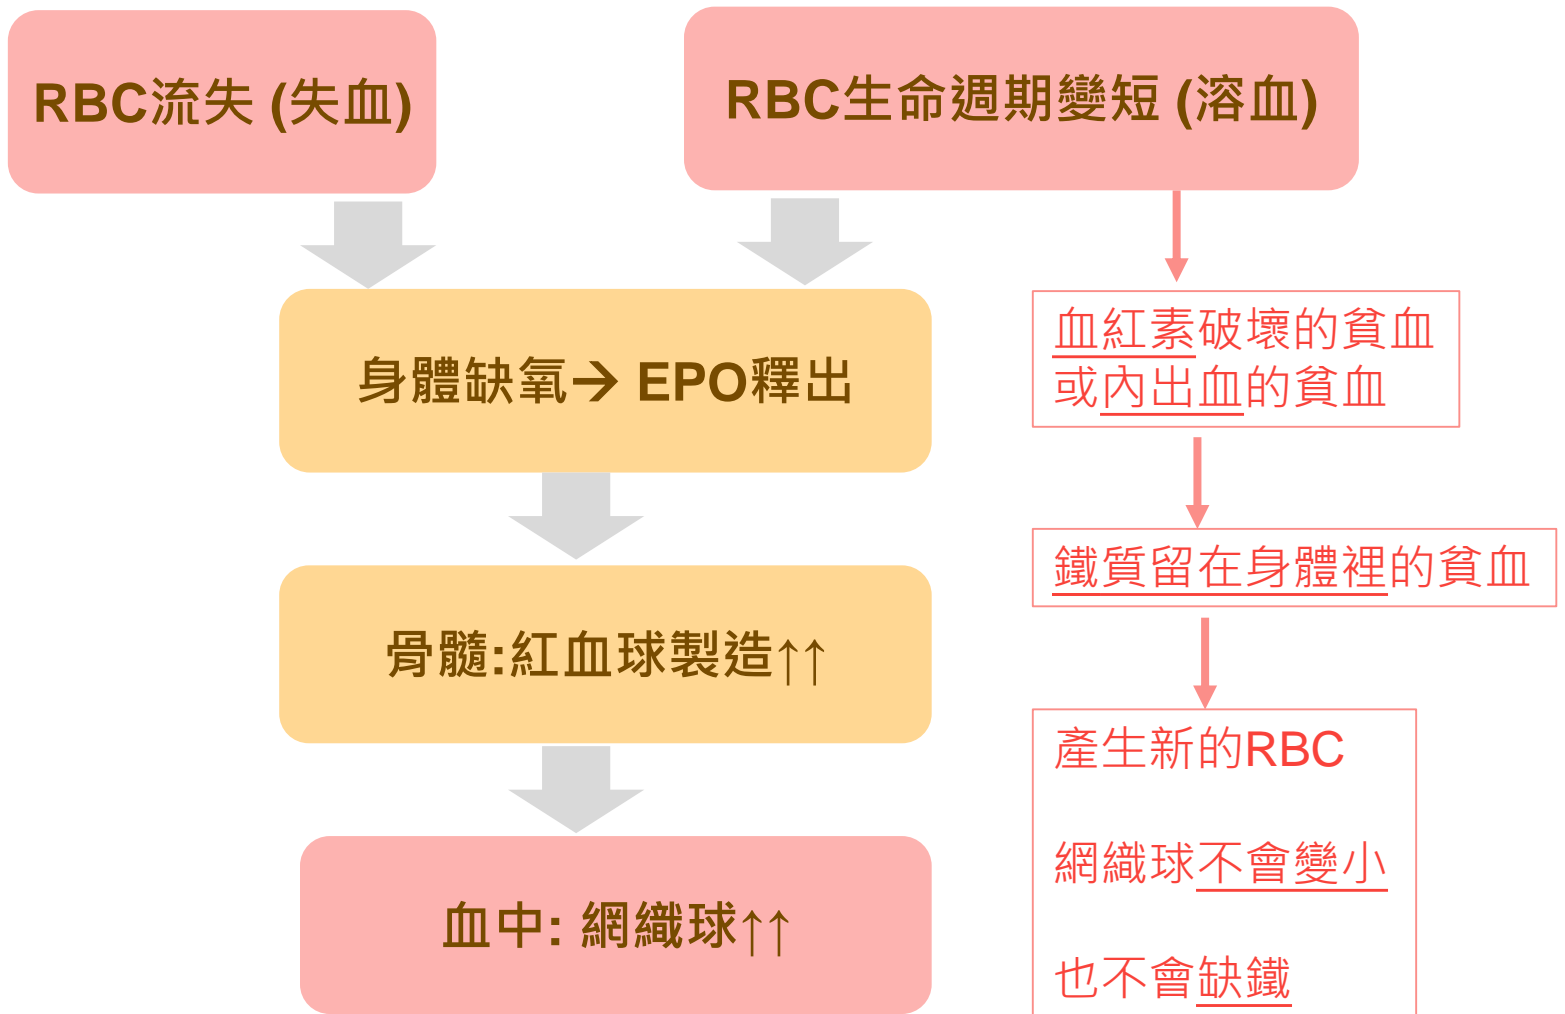 RBC流失 (失血)
RBC生命週期變短 (溶血)
身體缺氧→ EPO釋出
骨髓:紅血球製造↑↑
血中: 網織球↑↑
血紅素破壞的貧血
或內出血的貧血
鐵質留在身體裡的貧血
產生新的RBC
網織球不會變小
也不會缺鐵